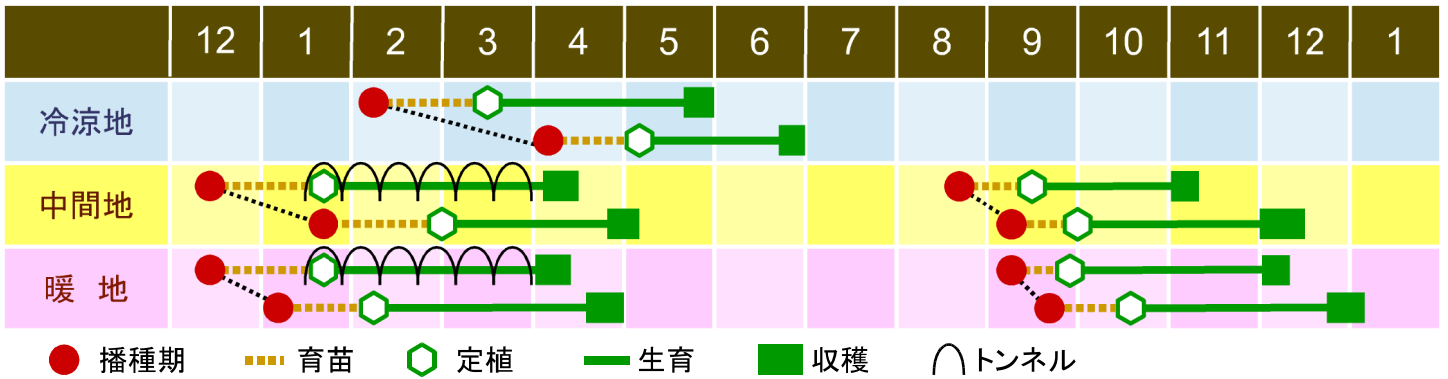 12 1 2 3 4 5 6 7 8 9 10 11 12 1
冷涼地
中間地
暖 地
播種期 育苗 定植 生育 収穫 トンネル